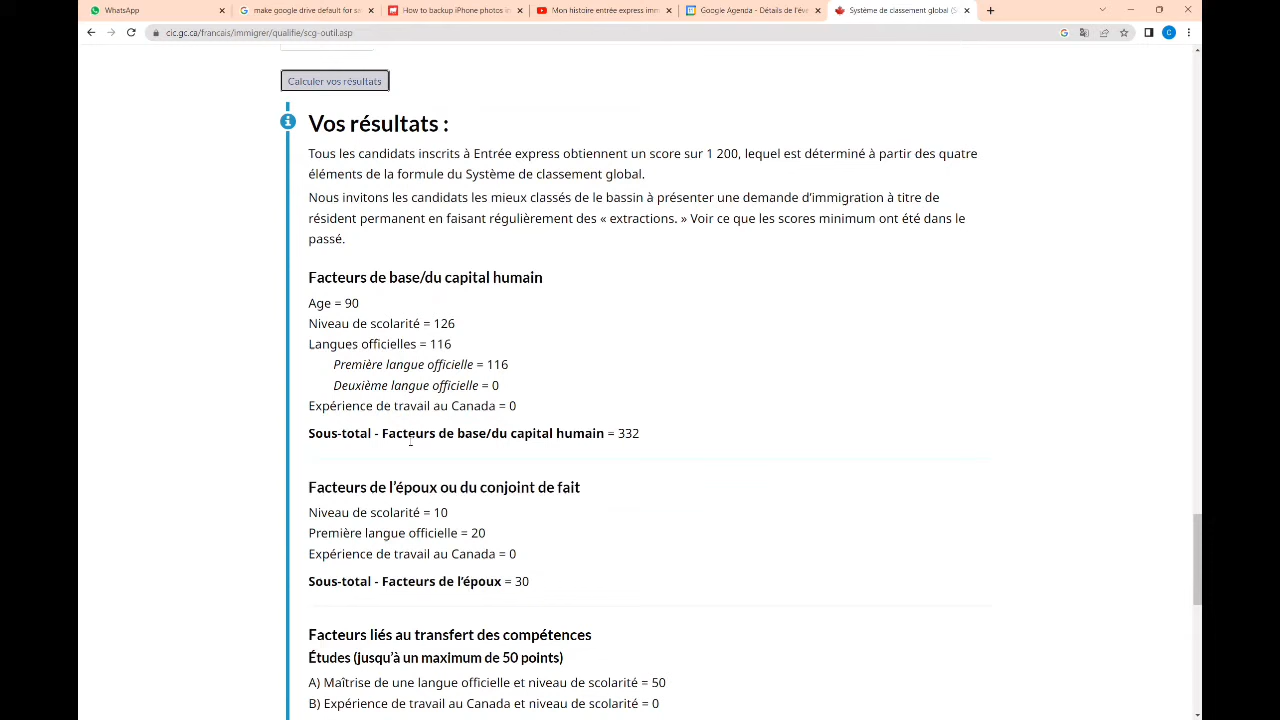 WhatsApp
make google drive default for sa
How to backup iPhone photos in
Mon histoire entrée express imm
Google Agenda - Détails de l'éve
Système de classement global (S
cic.gc.ca/francais/immigrer/qualifie/scg-outil.asp
G
C
Calculer vos résultats
Vos résultats :
Tous les candidats inscrits à Entrée express obtiennent un score sur 1 200, lequel est déterminé à partir des quatre
éléments de la formule du Système de classement global.
Nous invitons les candidats les mieux classés de le bassin à présenter une demande d'immigration à titre de
résident permanent en faisant régulièrement des « extractions. » Voir ce que les scores minimum ont été dans le
passé.
Facteurs de base/du capital humain
Age = 90
Niveau de scolarité = 126
Langues officielles = 116
Première langue officielle = 116
Deuxième langue officielle = 0
Expérience de travail au Canada = 0
Sous-total - Facteurs de base/du capital humain = 332
Facteurs de l'époux ou du conjoint de fait
Niveau de scolarité = 10
Première langue officielle = 20
Expérience de travail au Canada = 0
Sous-total - Facteurs de l'époux = 30
Facteurs liés au transfert des compétences
Études (jusqu'à un maximum de 50 points)
A) Maîtrise de une langue officielle et niveau de scolarité = 50
B) Expérience de travail au Canada et niveau de scolarité = 0